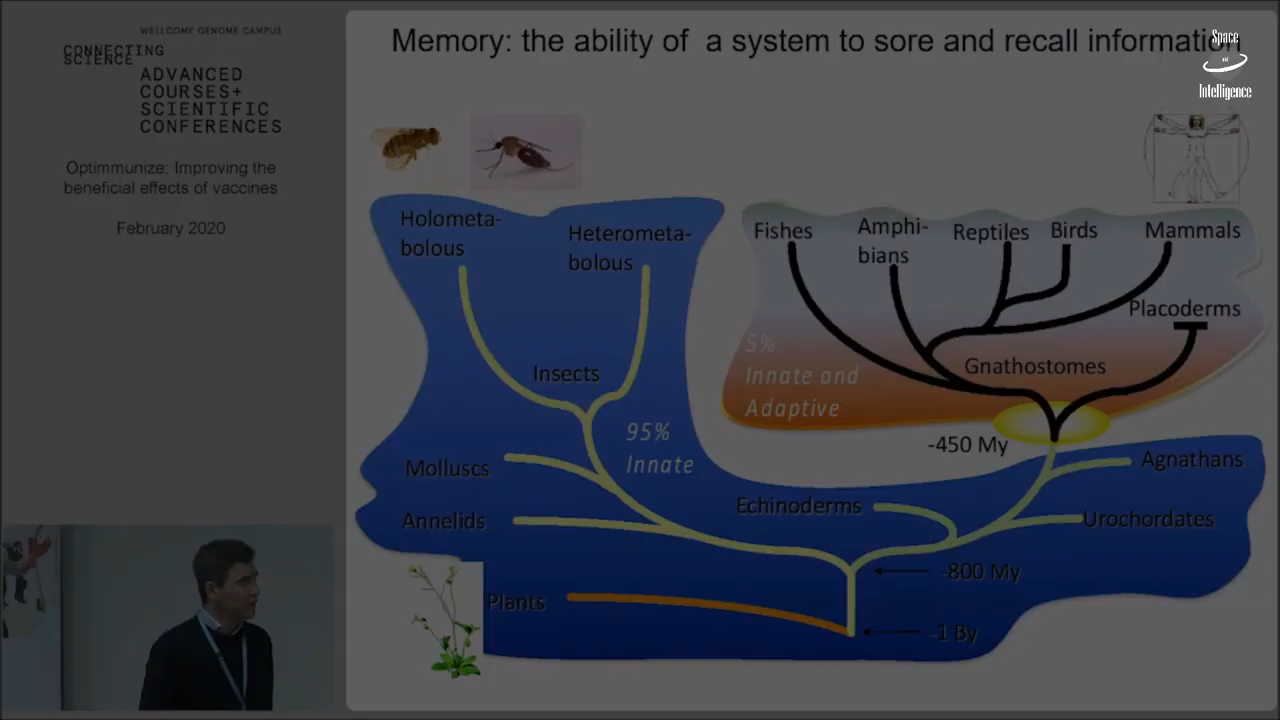 WELLCOME GENOME CAMPUS
CONNECTING
SCIENCE
ADVANCED
COURSES+
SCIENTIFIC
CONFERENCES
Optimmunize: Improving the
beneficial effects of vaccines
February 2020
Memory: the ability of a system to sore and recall information
Space
and
Intelligence
Holometa-
bolous
Heterometa-
bolous
Fishes
Amphi-
bians
Reptiles
Birds
Mammals
Placoderms
5%
Innate and
Adaptive
Gnathostomes
Insects
95%
Innate
-450 My
Molluscs
Agnathans
Annelids
Echinoderms
Urochordates
-800 My
Plants
-1 By